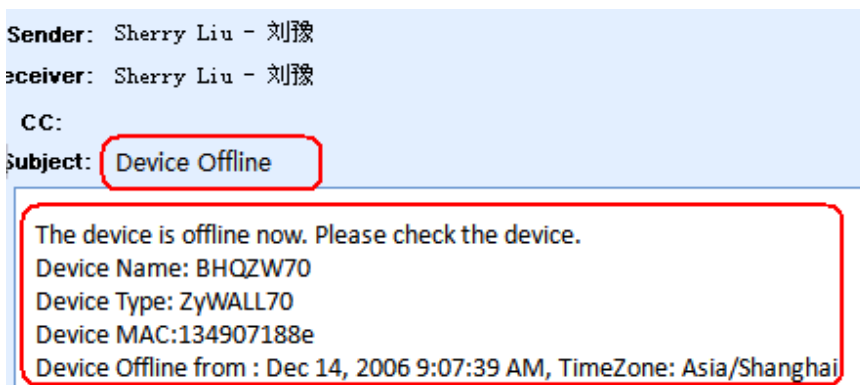 Sender: Sherry Liu - 刘豫
eceiver: Sherry Liu - 刘豫
CC:
Subject: Device Offline
The device is offline now. Please check the device.
Device Name: BHQZW70
Device Type: ZyWALL70
Device MAC:134907188e
Device Offline from : Dec 14, 2006 9:07:39 AM, TimeZone: Asia/Shanghai